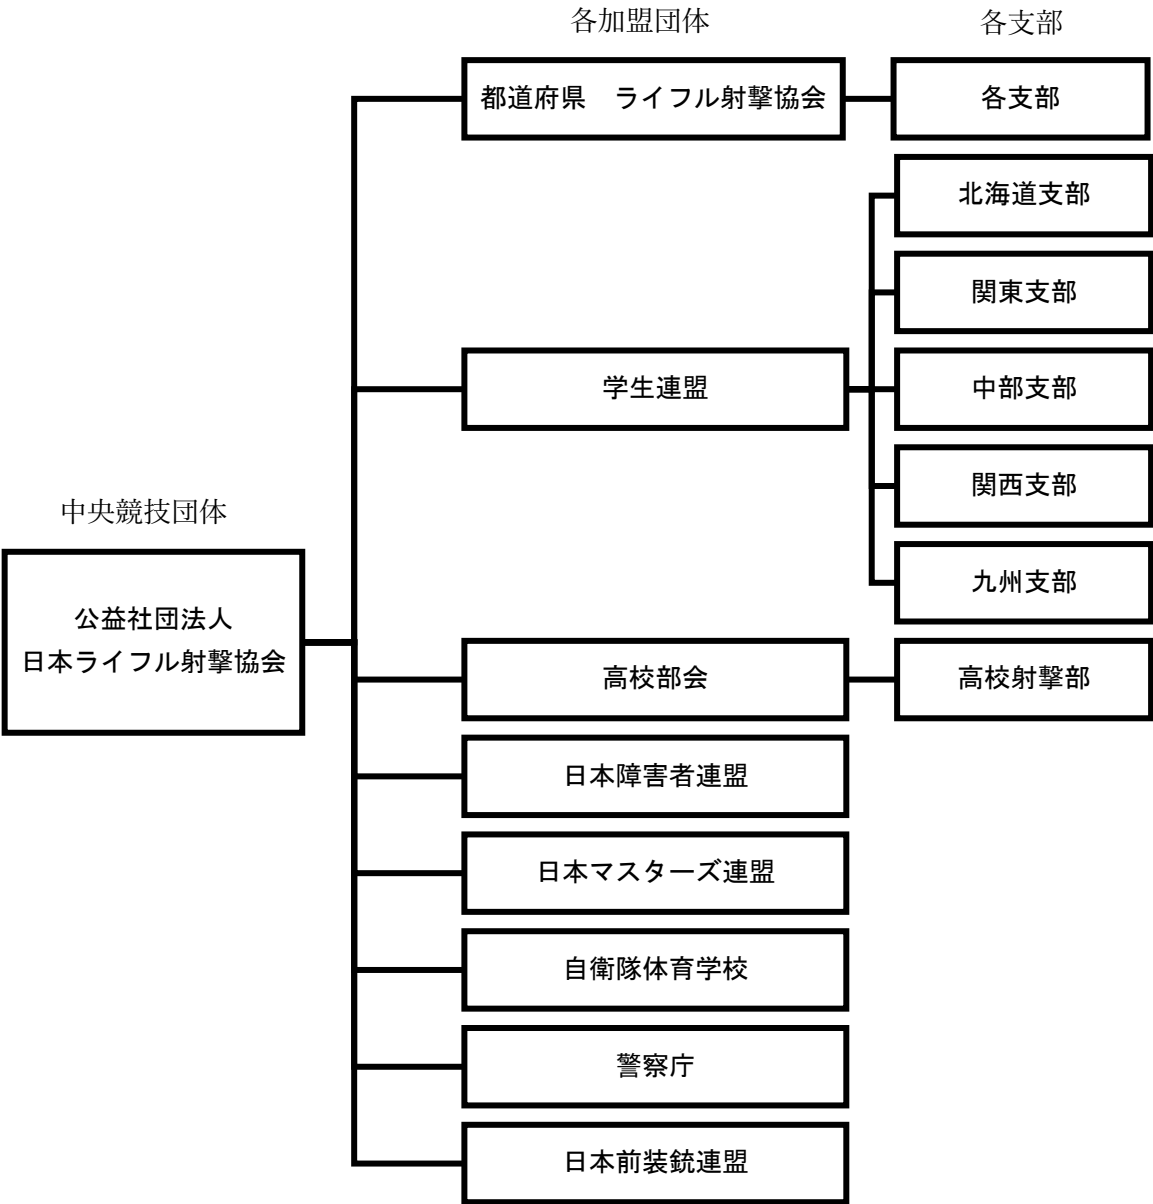 各加盟団体
各支部
都道府県　ライフル射撃協会
各支部
北海道支部
関東支部
学生連盟
中部支部
関西支部
中央競技団体
九州支部
公益社団法人
日本ライフル射撃協会
高校部会
高校射撃部
日本障害者連盟
日本マスターズ連盟
自衛隊体育学校
警察庁
日本前装銃連盟